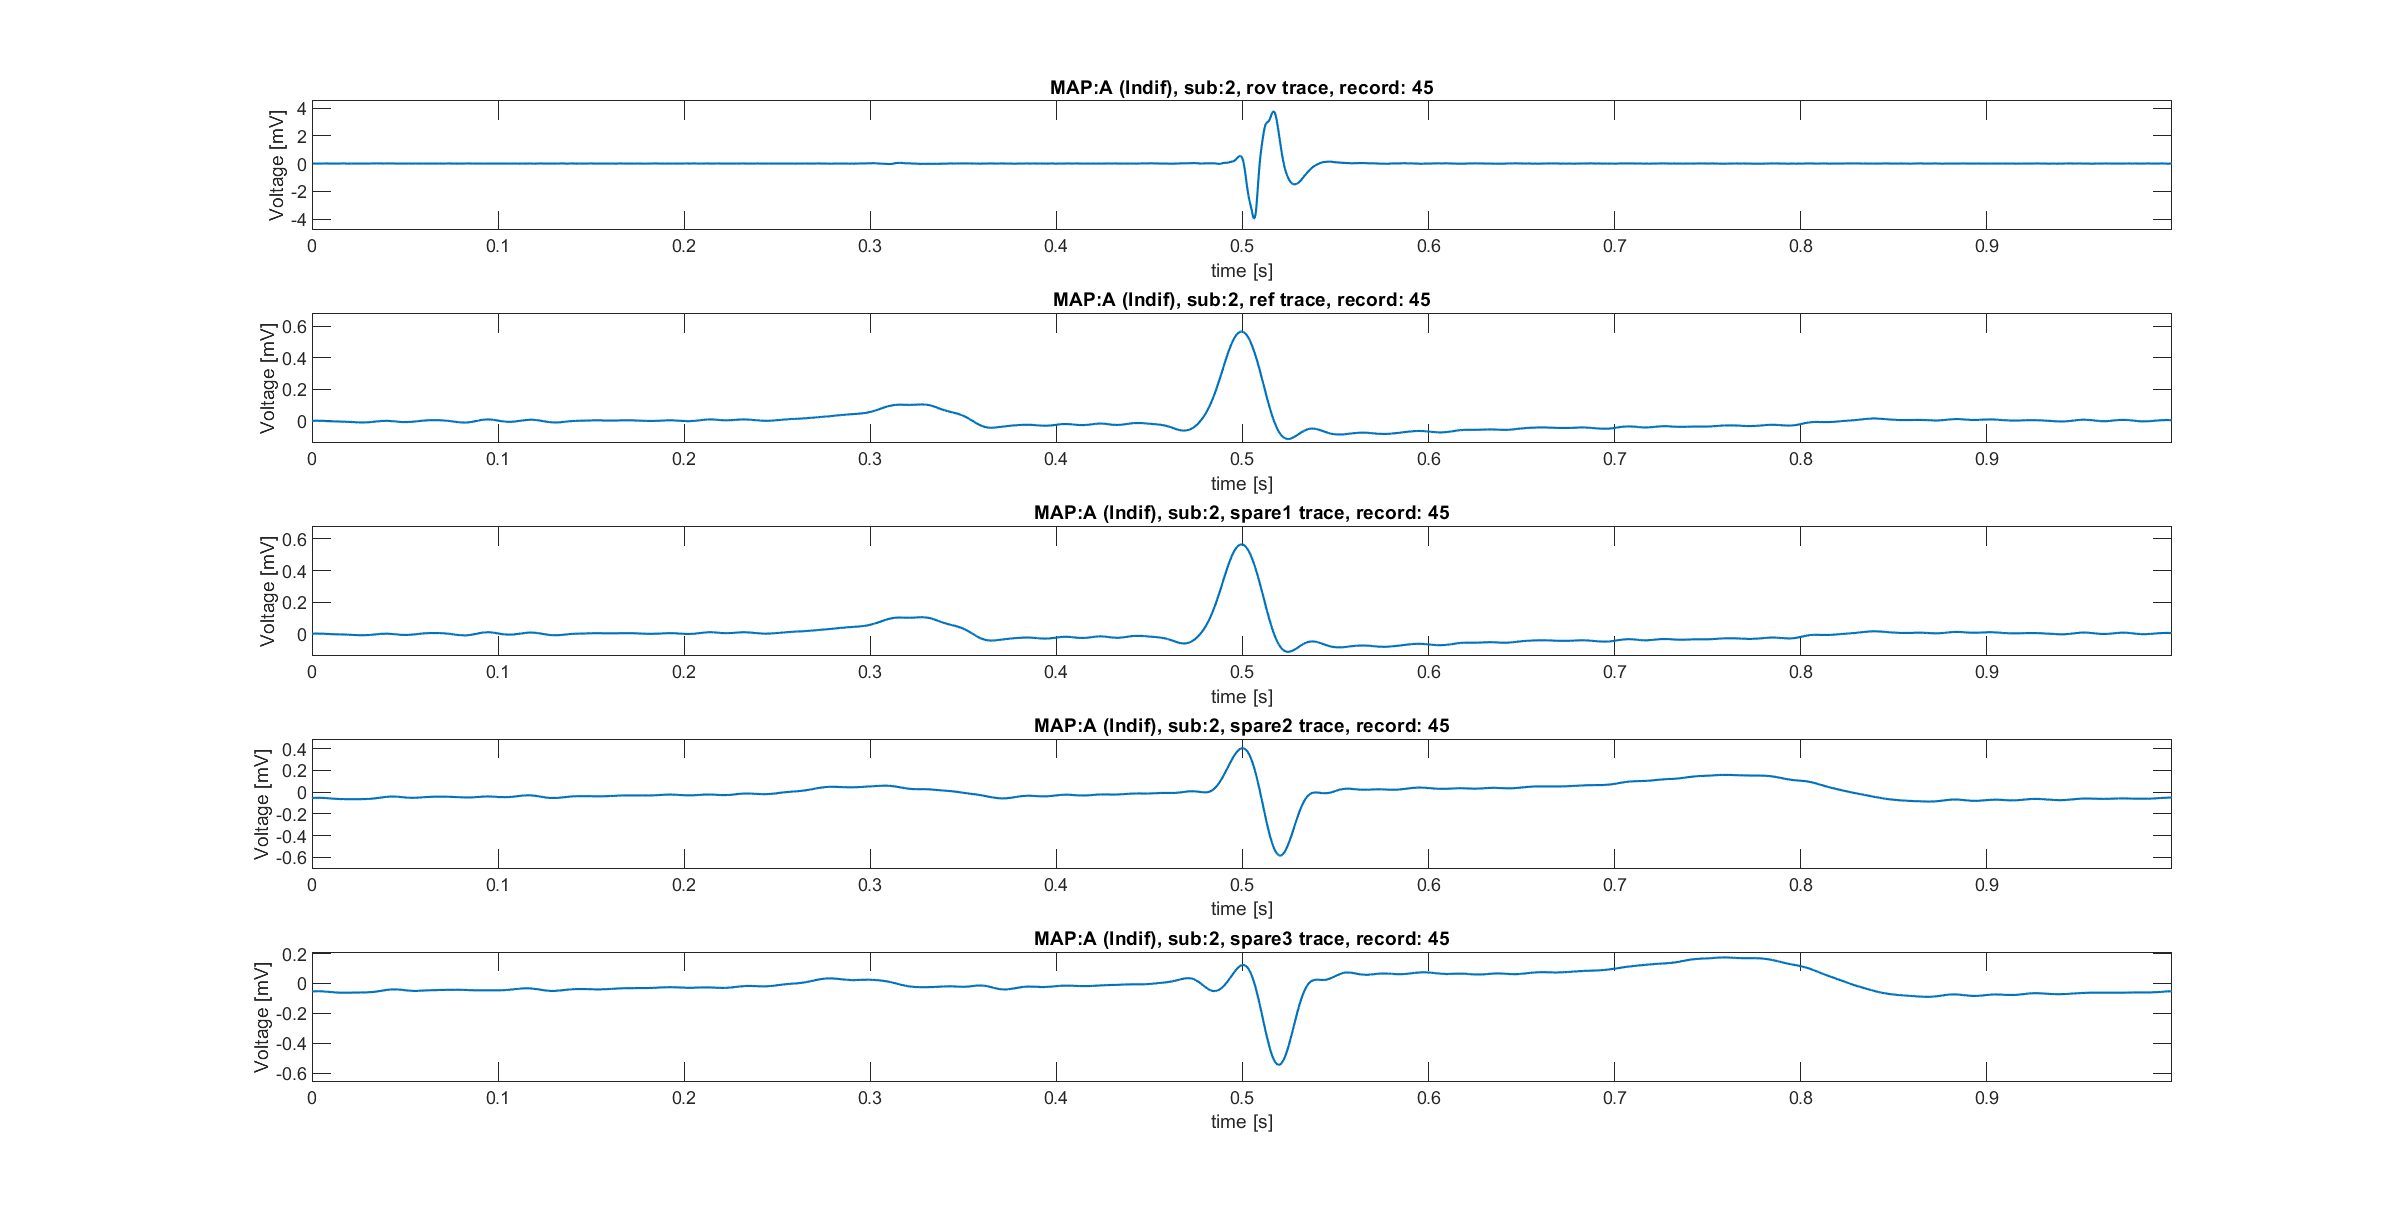 MAP:A (Indif), sub:2, rov trace, record: 45
Voltage [mV]
4
2
0
-2
-4
0 0.1 0.2 0.3 0.4 0.5 0.6 0.7 0.8 0.9
time [s]
MAP:A (Indif), sub:2, ref trace, record: 45
Voltage [mV]
0.6
0.4
0.2
0
0 0.1 0.2 0.3 0.4 0.5 0.6 0.7 0.8 0.9
time [s]
MAP:A (Indif), sub:2, spare1 trace, record: 45
Voltage [mV]
0.6
0.4
0.2
0
0 0.1 0.2 0.3 0.4 0.5 0.6 0.7 0.8 0.9
time [s]
MAP:A (Indif), sub:2, spare2 trace, record: 45
Voltage [mV]
0.4
0.2
0
-0.2
-0.4
-0.6
0 0.1 0.2 0.3 0.4 0.5 0.6 0.7 0.8 0.9
time [s]
MAP:A (Indif), sub:2, spare3 trace, record: 45
Voltage [mV]
0.2
0
-0.2
-0.4
-0.6
0 0.1 0.2 0.3 0.4 0.5 0.6 0.7 0.8 0.9
time [s]